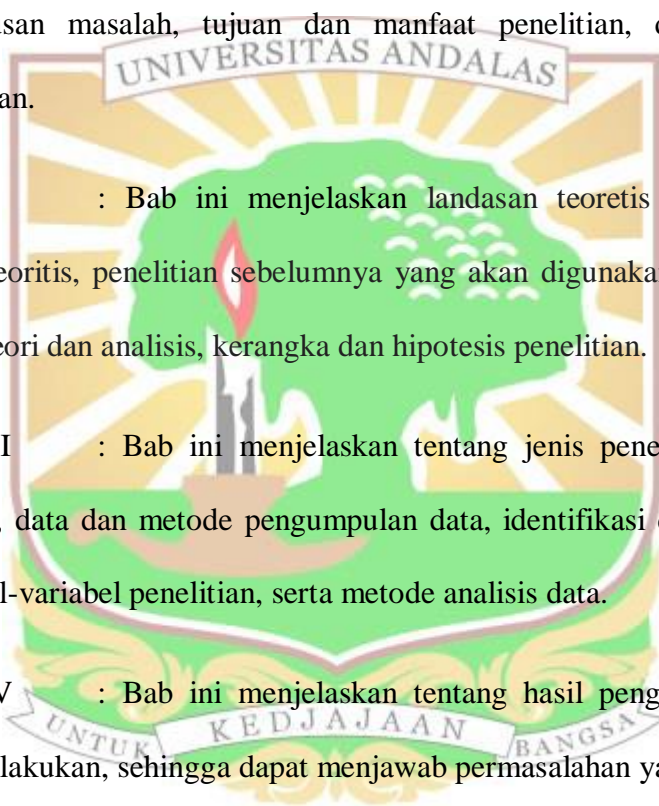 usan masalah, tujuan dan manfaat penelitian, d
UNIVERSITAS ANDALAS
an.
: Bab ini menjelaskan landasan teoretis
eoritis, penelitian sebelumnya yang akan digunaka
eori dan analisis, kerangka dan hipotesis penelitian.
I : Bab ini menjelaskan tentang jenis pene
, data dan metode pengumpulan data, identifikasi
l-variabel penelitian, serta metode analisis data.
V : Bab ini menjelaskan tentang hasil peng
UNTUK KEDJAJAAN BANGSA
lakukan, sehingga dapat menjawab permasalahan ya